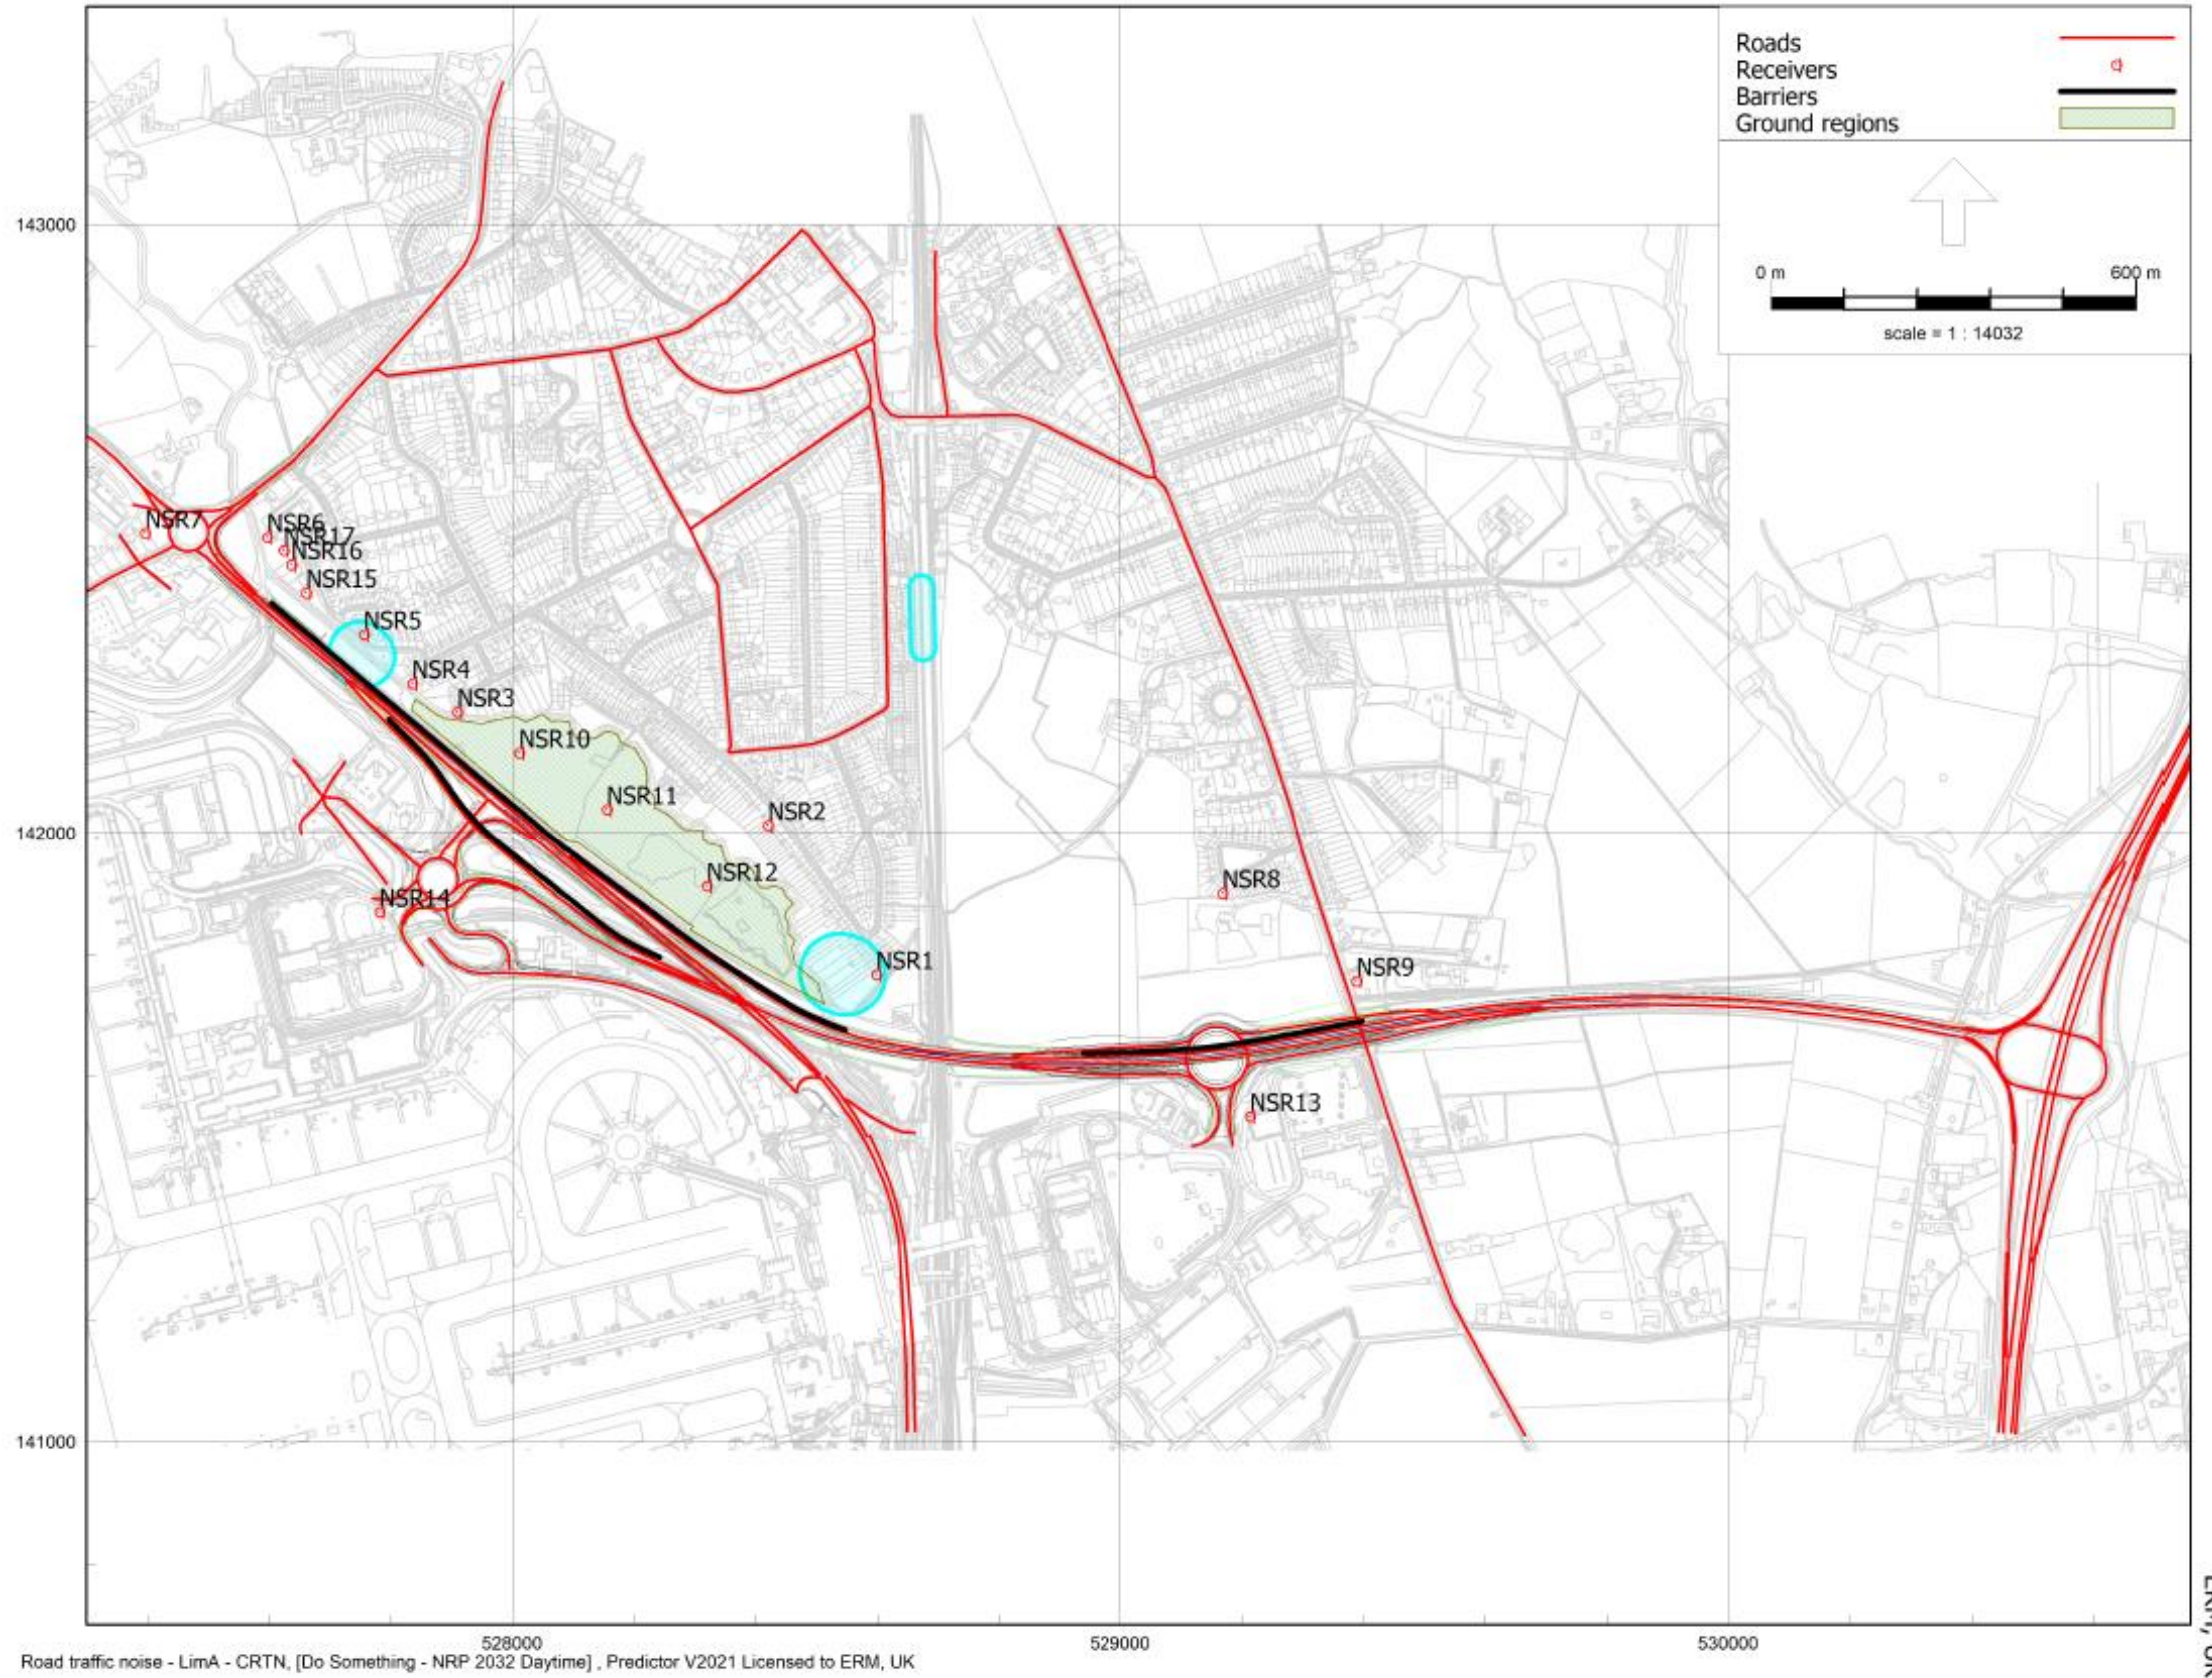 Roads
Receivers
Barriers
Ground regions
0 m 600 m
scale = 1 : 14032
143000
NSR7
NSR6
NSR17
NSR16
NSR15
NSR5
NSR4
NSR3
NSR10
NSR11
NSR2
142000
NSR12
NSR8
NSR14
NSR1
NSR9
NSR13
141000
528000 529000 530000
Road traffic noise - LimA - CRTN, [Do Something - NRP 2032 Daytime] , Predictor V2021 Licensed to ERM, UK